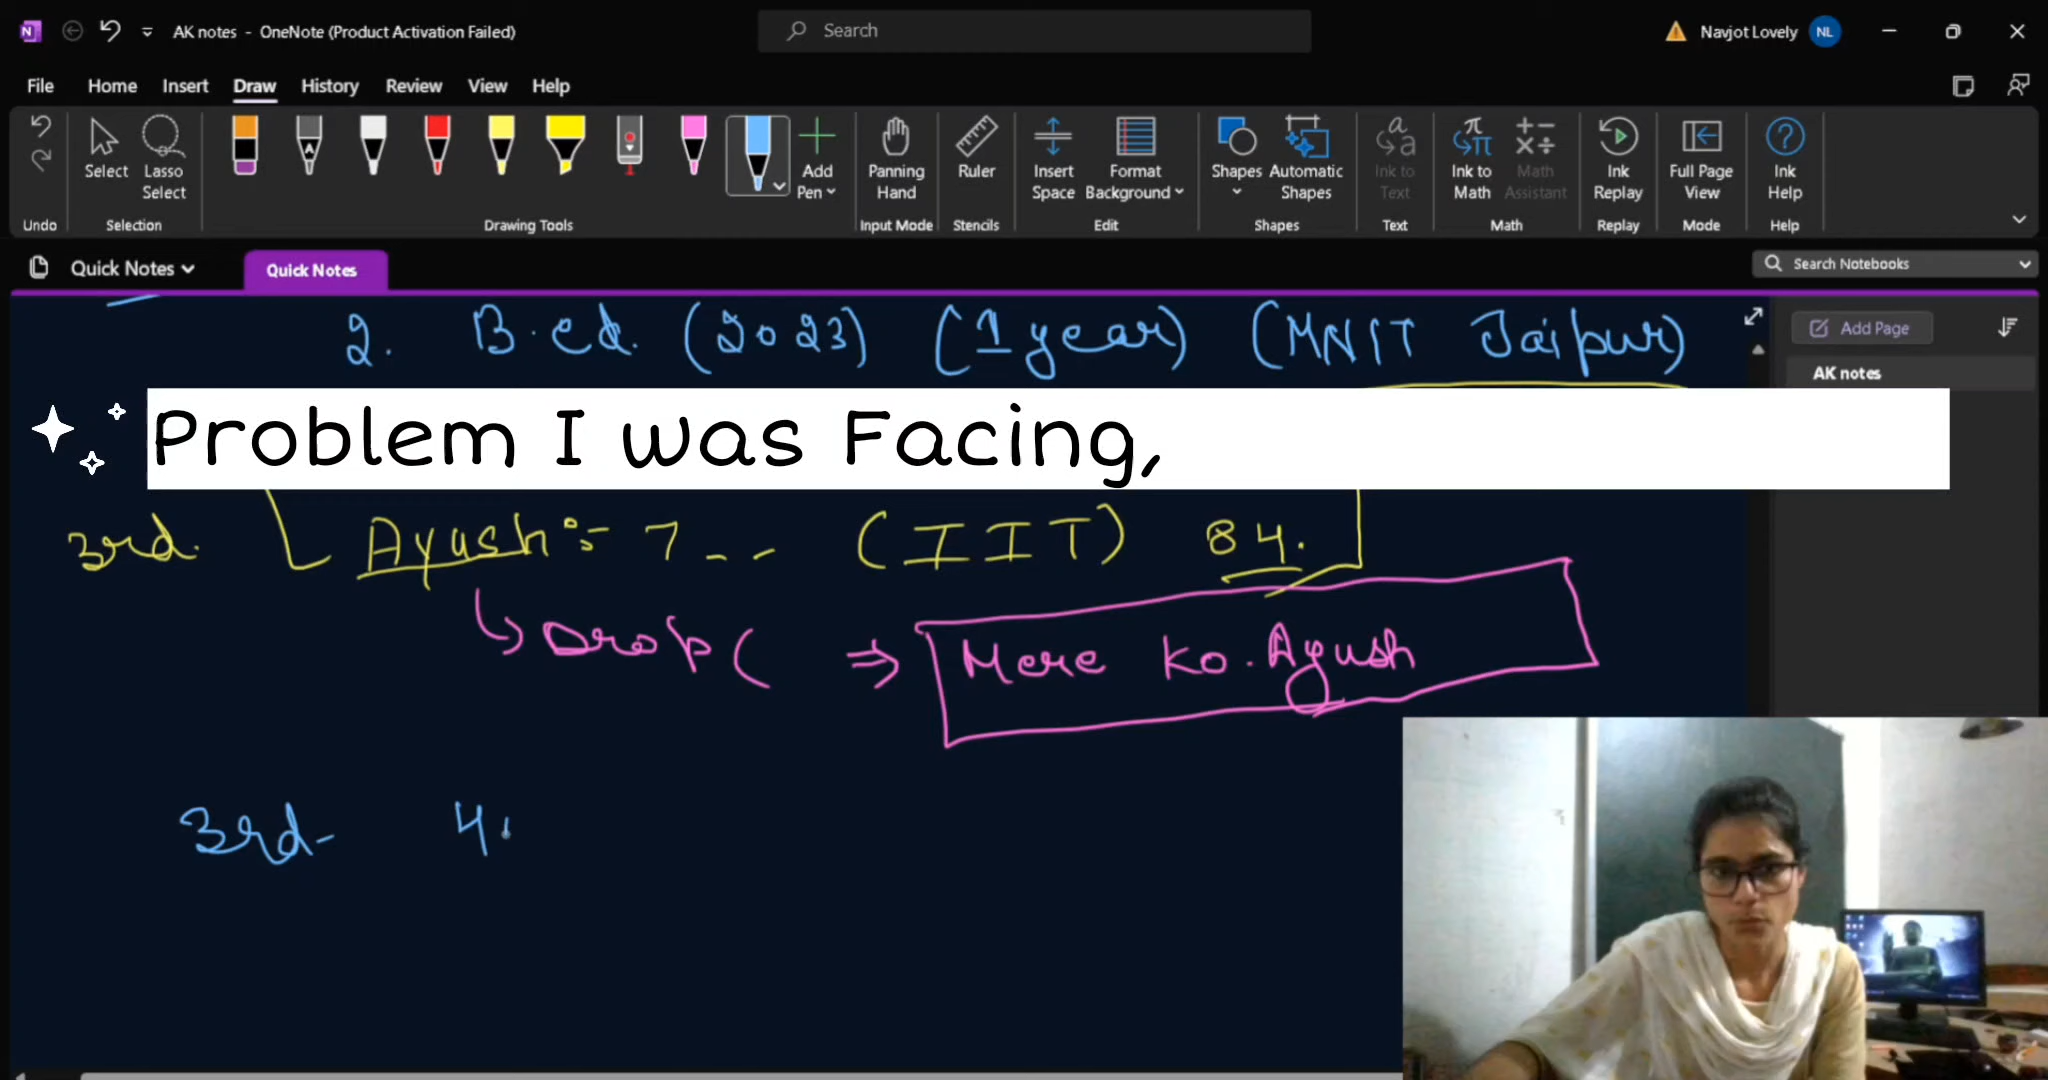 AK notes - OneNote (Product Activation Failed)
Search
Navjot Lovely NL
File Home Insert Draw History Review View Help
Select
Lasso Select
Add Pen
Panning Hand
Ruler
Insert Space
Format Background
Shapes
Automatic Shapes
Ink to Text
Ink to Math
Math Assistant
Ink Replay
Full Page View
Ink Help
Undo Selection Drawing Tools Input Mode Stencils Edit Shapes Text Math Replay Mode Help
Quick Notes Quick Notes Search Notebooks
2. B.ed. (2023) (1 year) (MNIT Jaipur)
Add Page
AK notes
Problem I was Facing,
3rd. Ayush:- 7 -- (IIT) 84.
Drop ( ⇒ Mere Ko. Ayush
3rd- 4.